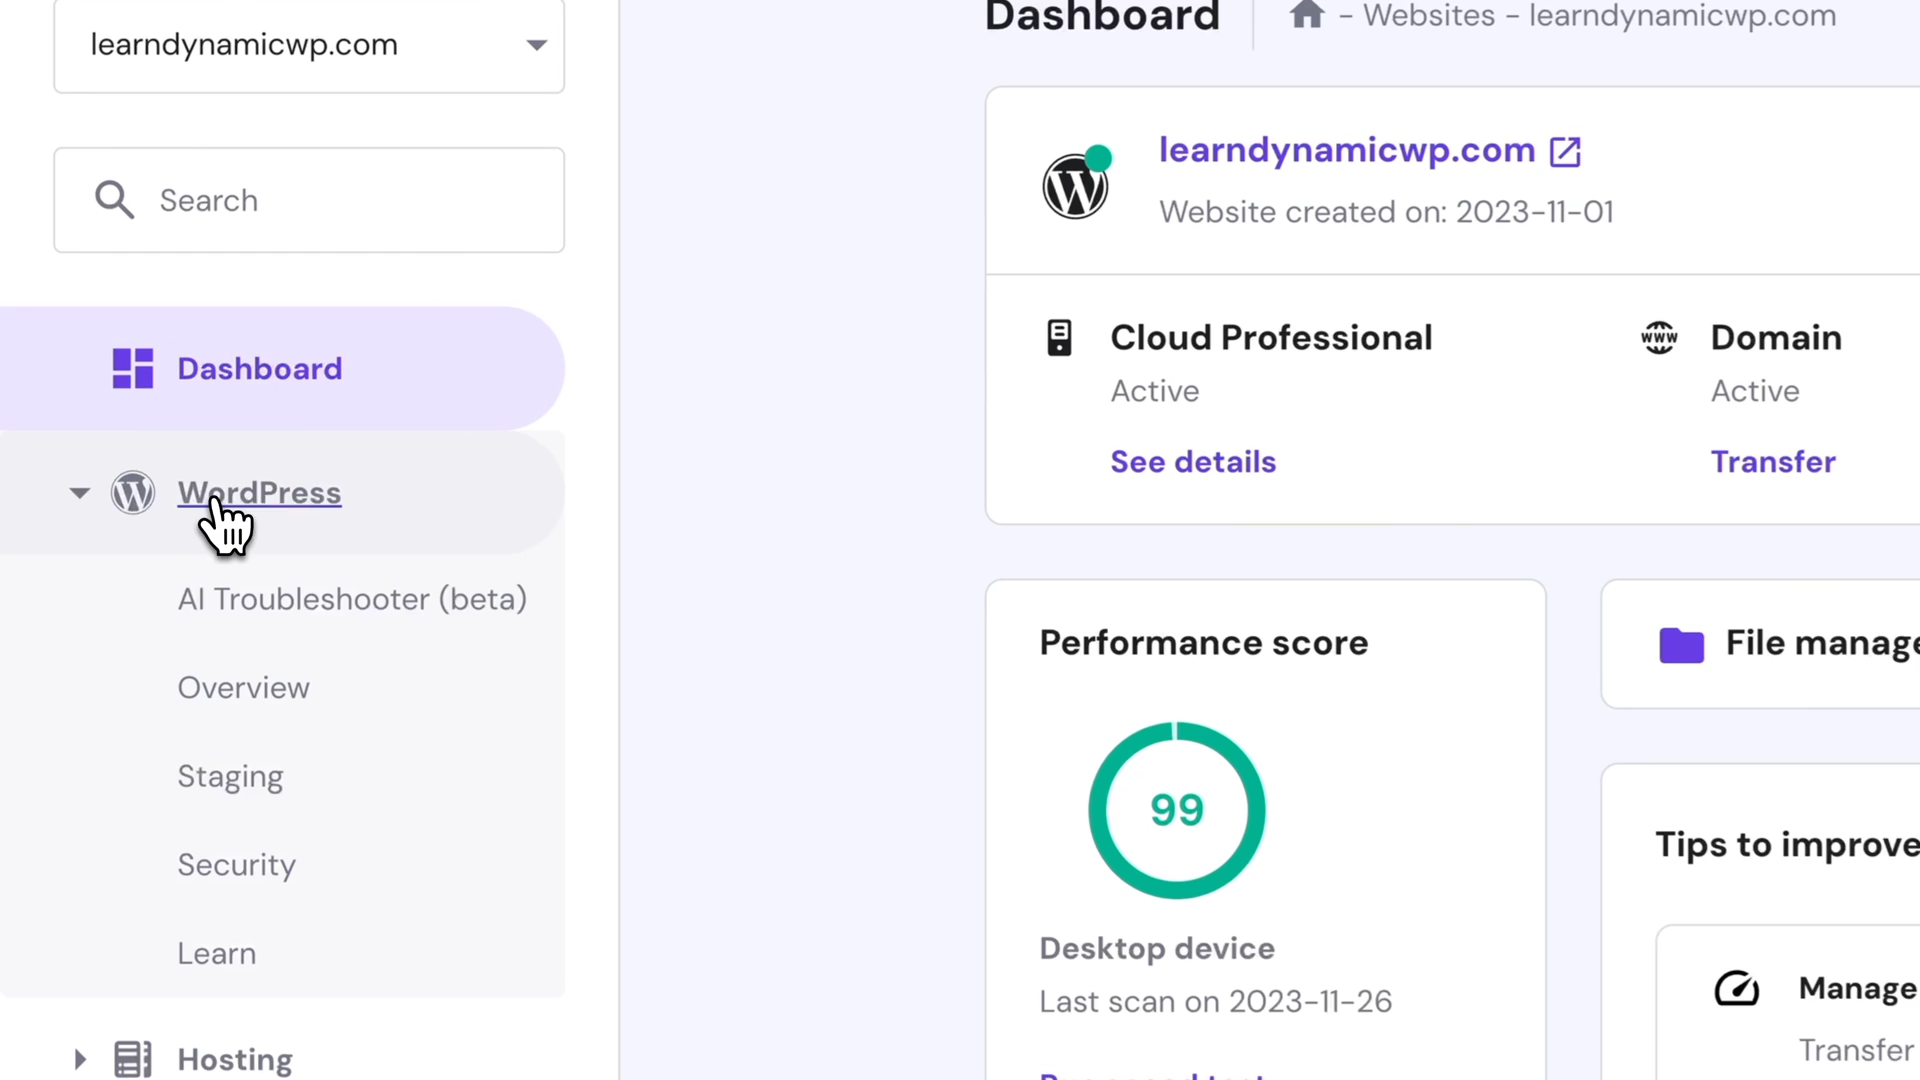 learndynamicwp.com
Search
Dashboard
WordPress
AI Troubleshooter (beta)
Overview
Staging
Security
Learn
Hosting
Dashboard
– Websites – learndynamicwp.com
learndynamicwp.com
Website created on: 2023-11-01
Cloud Professional
Active
See details
WWW
Domain
Active
Transfer
Performance score
99
Desktop device
Last scan on 2023-11-26
File manage
Tips to improve
Manage
Transfer